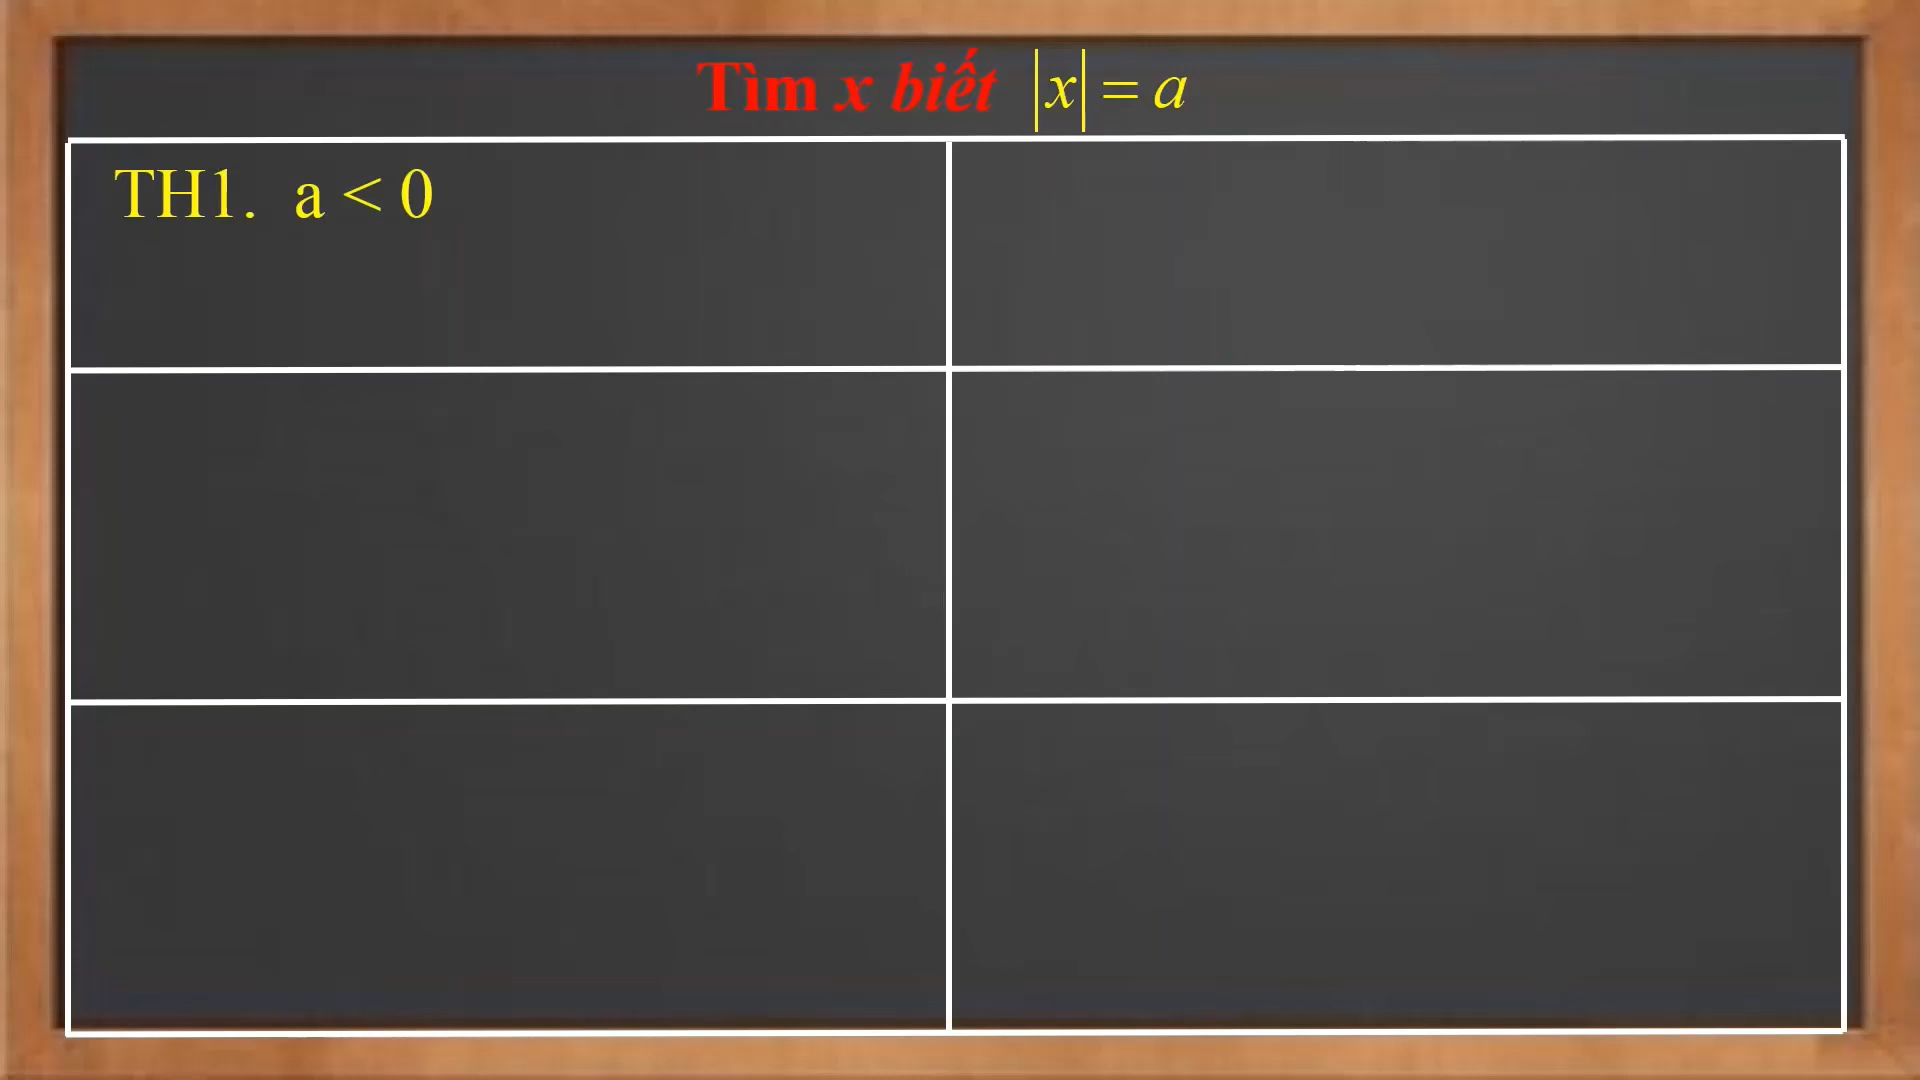 Tìm x biết |x| = a
TH1. a < 0